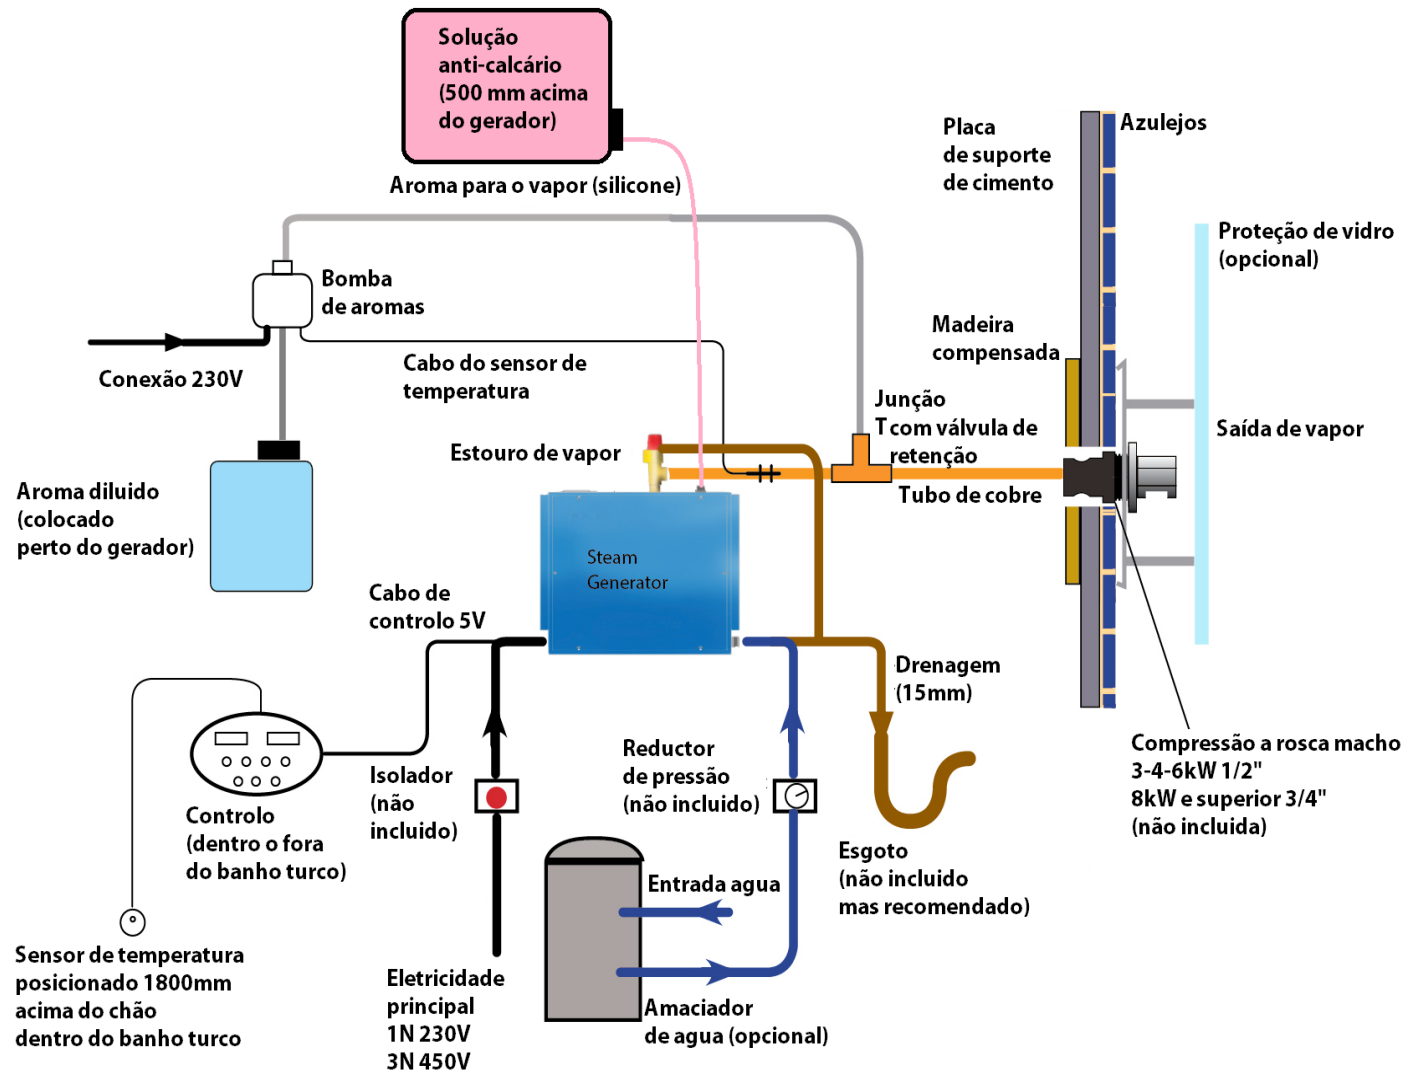 Solução
anti-calcário
(500 mm acima
do gerador)
Aroma para o vapor (silicone)
Placa
de suporte
de cimento
Azulejos
Proteção de vidro
(opcional)
Bomba
de aromas
Conexão 230V
Cabo do sensor de
temperatura
Madeira
compensada
Junção
T com válvula de
retenção
Saída de vapor
Estouro de vapor
Tubo de cobre
Aroma diluido
(colocado
perto do gerador)
Steam
Generator
Cabo de
controlo 5V
Drenagem
(15mm)
Compressão a rosca macho
3-4-6kW 1/2"
8kW e superior 3/4"
(não incluida)
Isolador
(não
incluido)
Reductor
de pressão
(não incluido)
Controlo
(dentro o fora
do banho turco)
Esgoto
(não incluido
mas recomendado)
Entrada agua
Sensor de temperatura
posicionado 1800mm
acima do chão
dentro do banho turco
Eletricidade
principal
1N 230V
3N 450V
Amaciador
de agua (opcional)